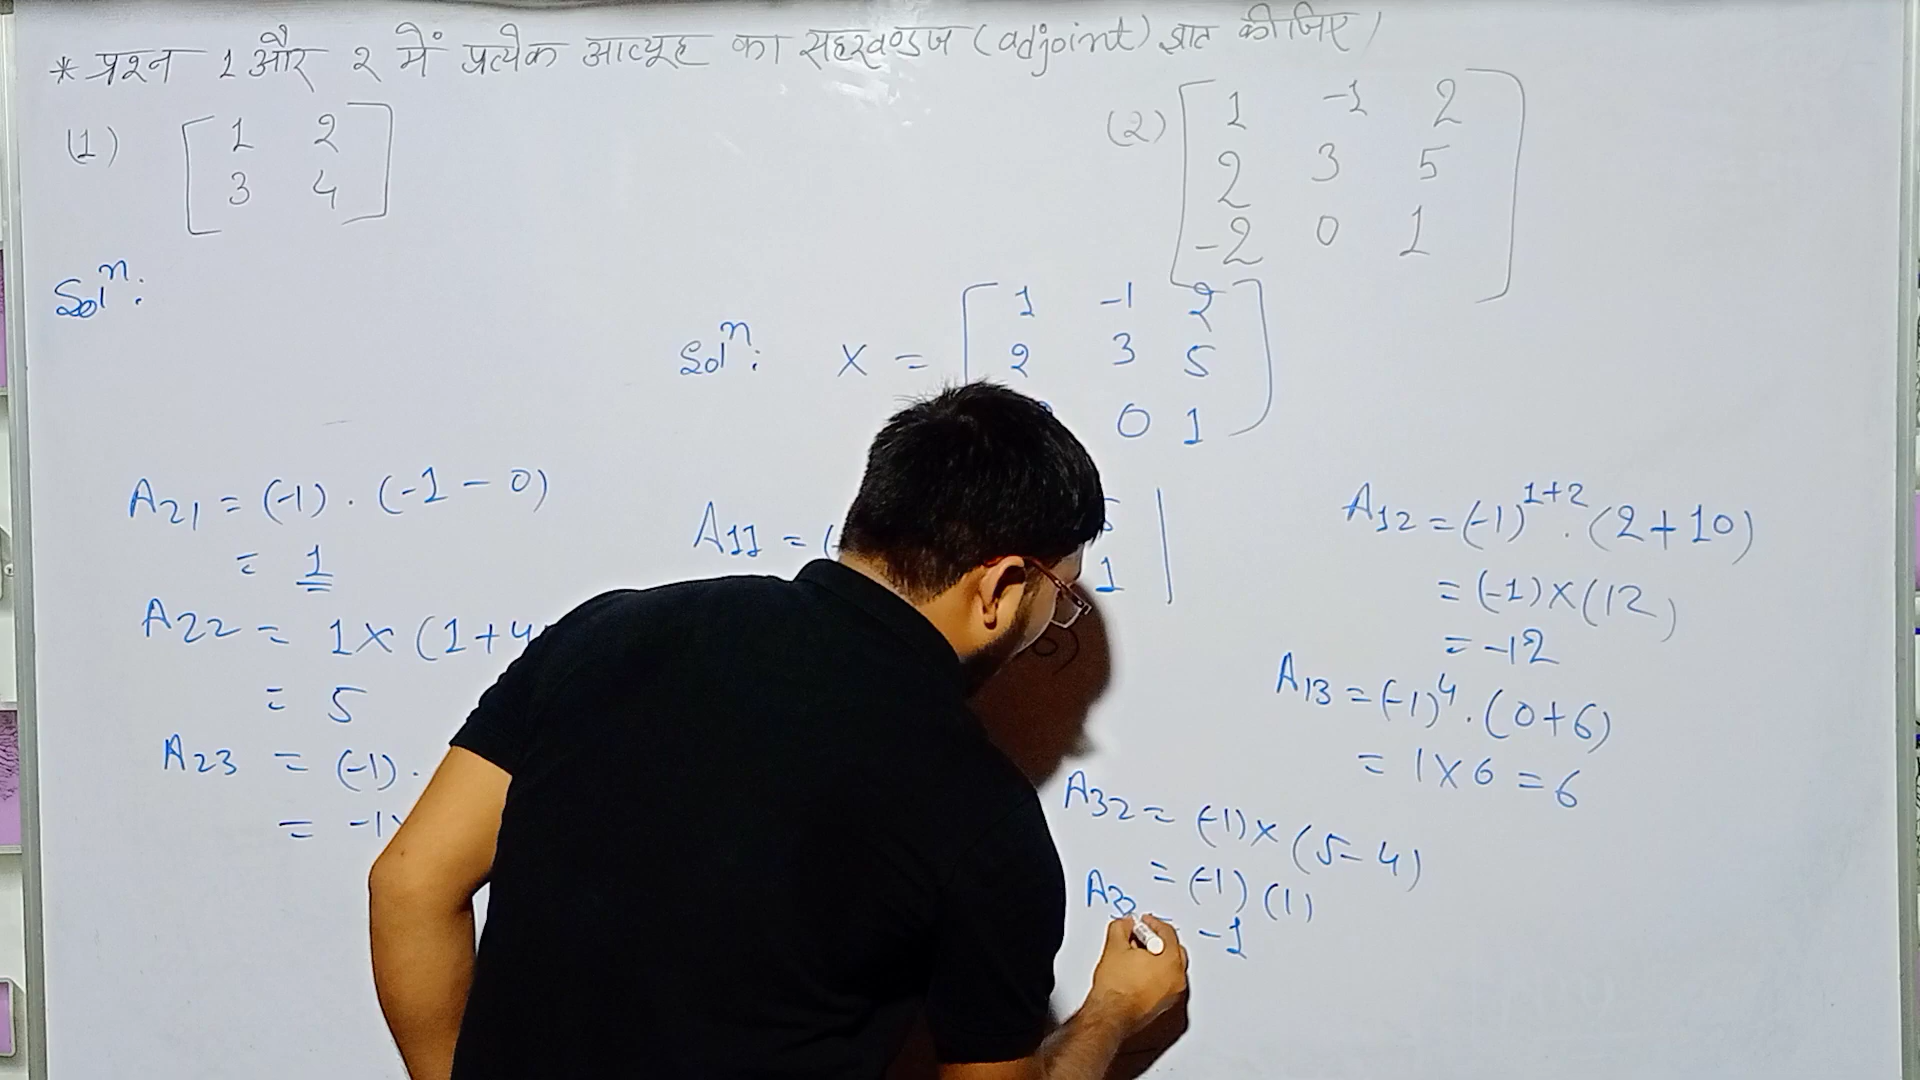 * प्रश्न 1 और 2 में प्रत्येक आव्यूह का सहखण्डज (adjoint) ज्ञात कीजिए।
(1) [1 2
3 4]
(2) [1 -1 2
2 3 5
-2 0 1]
Solⁿ:
Solⁿ: X = [1 -1 2
2 3 5
0 1]
A21 = (-1) . (-1 - 0)
= 1
A22 = 1 x (1+4
= 5
A23 = (-1) .
= -1
A11 =
1
A12 = (-1)^1+2 . (2+10)
= (-1) x (12)
= -12
A13 = (-1)^4 . (0+6)
= 1 x 6 = 6
A32 = (-1) x (5-4)
= (-1) (1)
= -1
A33